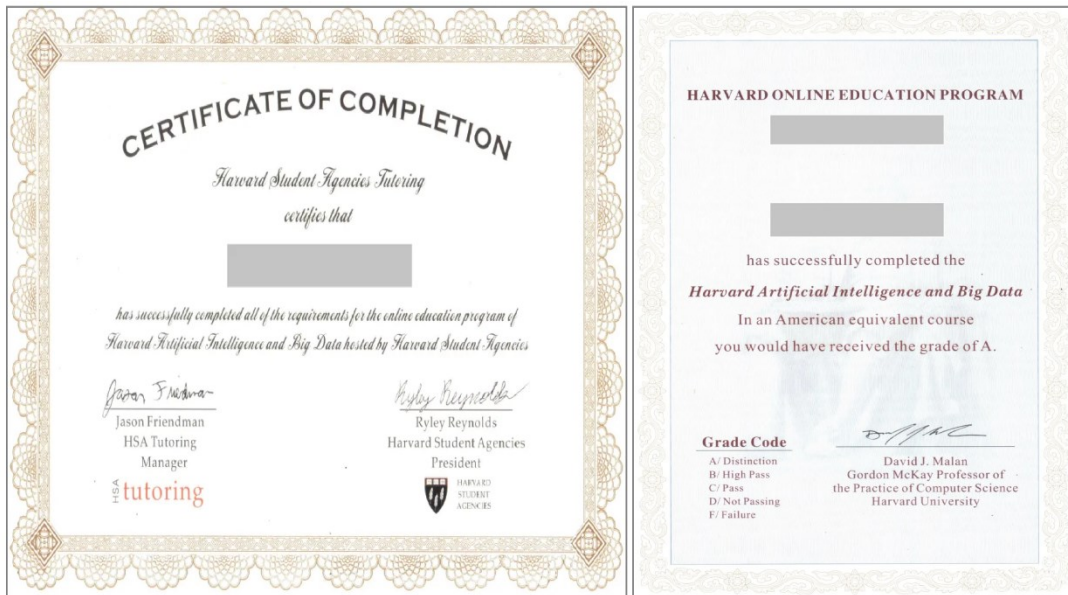 CERTIFICATE OF COMPLETION
Harvard Student Agencies Tutoring
certifies that
has successfully completed all of the requirements for the online education program of
Harvard Artificial Intelligence and Big Data hosted by Harvard Student Agencies
Jason Friedman
Jason Friendman
HSA Tutoring
Manager
HSA tutoring
Ryley Reynolds
Ryley Reynolds
Harvard Student Agencies
President
HARVARD
STUDENT
AGENCIES
HARVARD ONLINE EDUCATION PROGRAM
has successfully completed the
Harvard Artificial Intelligence and Big Data
In an American equivalent course
you would have received the grade of A.
Grade Code
A/ Distinction
B/ High Pass
C/ Pass
D/ Not Passing
F/ Failure
David J. Malan
Gordon McKay Professor of
the Practice of Computer Science
Harvard University